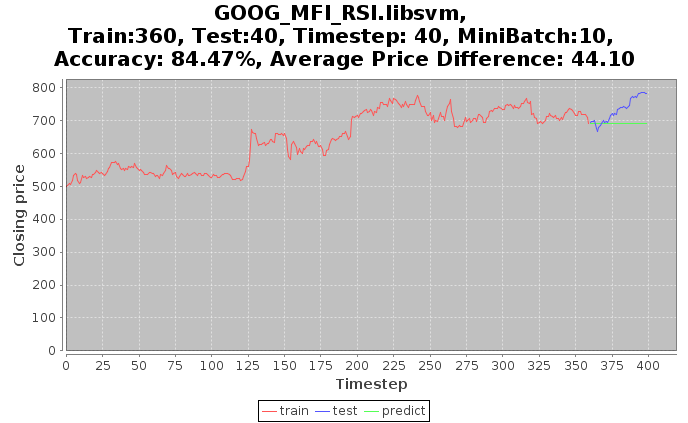 GOOG_MFI_RSI.libsvm,
Train:360, Test:40, Timestep: 40, MiniBatch:10,
Accuracy: 84.47%, Average Price Difference: 44.10
Closing price
800
700
600
500
400
300
200
100
0
0 25 50 75 100 125 150 175 200 225 250 275 300 325 350 375 400
Timestep
train test predict